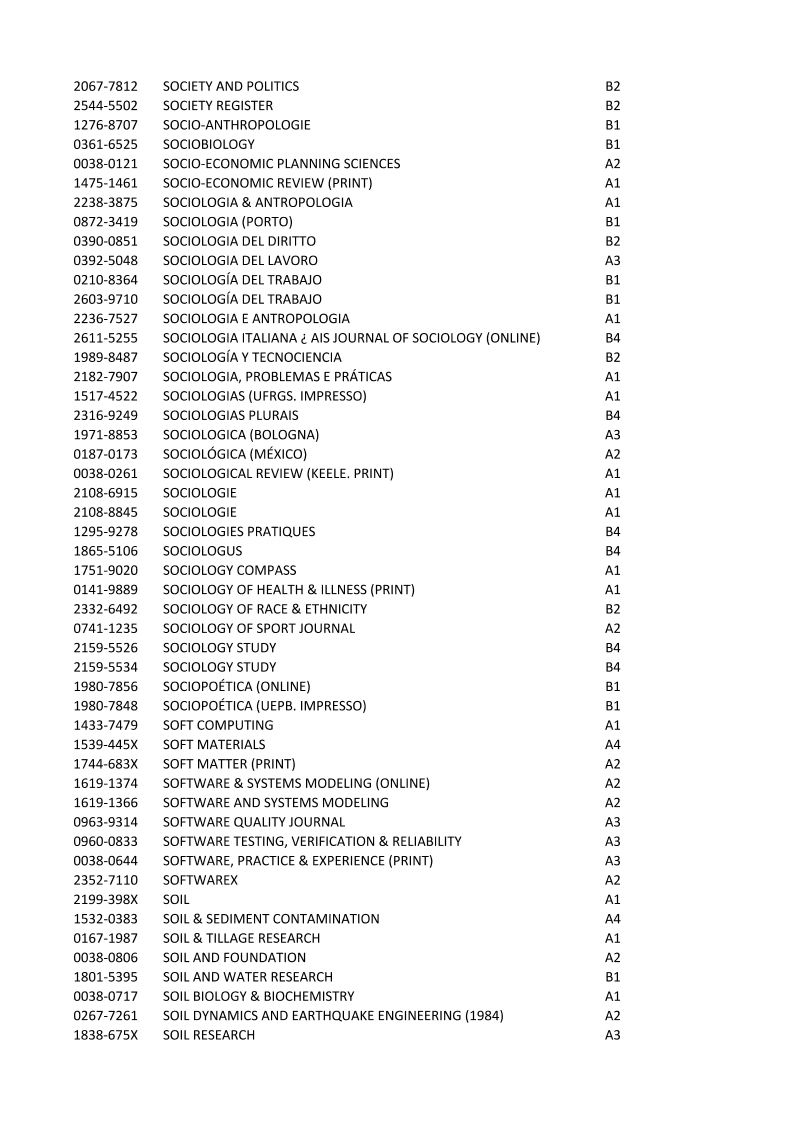 2067-7812 SOCIETY AND POLITICS B2
2544-5502 SOCIETY REGISTER B2
1276-8707 SOCIO-ANTHROPOLOGIE B1
0361-6525 SOCIOBIOLOGY B1
0038-0121 SOCIO-ECONOMIC PLANNING SCIENCES A2
1475-1461 SOCIO-ECONOMIC REVIEW (PRINT) A1
2238-3875 SOCIOLOGIA & ANTROPOLOGIA A1
0872-3419 SOCIOLOGIA (PORTO) B1
0390-0851 SOCIOLOGIA DEL DIRITTO B2
0392-5048 SOCIOLOGIA DEL LAVORO A3
0210-8364 SOCIOLOGÍA DEL TRABAJO B1
2603-9710 SOCIOLOGÍA DEL TRABAJO B1
2236-7527 SOCIOLOGIA E ANTROPOLOGIA A1
2611-5255 SOCIOLOGIA ITALIANA ¿ AIS JOURNAL OF SOCIOLOGY (ONLINE) B4
1989-8487 SOCIOLOGÍA Y TECNOCIENCIA B2
2182-7907 SOCIOLOGIA, PROBLEMAS E PRÁTICAS A1
1517-4522 SOCIOLOGIAS (UFRGS. IMPRESSO) A1
2316-9249 SOCIOLOGIAS PLURAIS B4
1971-8853 SOCIOLOGICA (BOLOGNA) A3
0187-0173 SOCIOLÓGICA (MÉXICO) A2
0038-0261 SOCIOLOGICAL REVIEW (KEELE. PRINT) A1
2108-6915 SOCIOLOGIE A1
2108-8845 SOCIOLOGIE A1
1295-9278 SOCIOLOGIES PRATIQUES B4
1865-5106 SOCIOLOGUS B4
1751-9020 SOCIOLOGY COMPASS A1
0141-9889 SOCIOLOGY OF HEALTH & ILLNESS (PRINT) A1
2332-6492 SOCIOLOGY OF RACE & ETHNICITY B2
0741-1235 SOCIOLOGY OF SPORT JOURNAL A2
2159-5526 SOCIOLOGY STUDY B4
2159-5534 SOCIOLOGY STUDY B4
1980-7856 SOCIOPOÉTICA (ONLINE) B1
1980-7848 SOCIOPOÉTICA (UEPB. IMPRESSO) B1
1433-7479 SOFT COMPUTING A1
1539-445X SOFT MATERIALS A4
1744-683X SOFT MATTER (PRINT) A2
1619-1374 SOFTWARE & SYSTEMS MODELING (ONLINE) A2
1619-1366 SOFTWARE AND SYSTEMS MODELING A2
0963-9314 SOFTWARE QUALITY JOURNAL A3
0960-0833 SOFTWARE TESTING, VERIFICATION & RELIABILITY A3
0038-0644 SOFTWARE, PRACTICE & EXPERIENCE (PRINT) A3
2352-7110 SOFTWAREX A2
2199-398X SOIL A1
1532-0383 SOIL & SEDIMENT CONTAMINATION A4
0167-1987 SOIL & TILLAGE RESEARCH A1
0038-0806 SOIL AND FOUNDATION A2
1801-5395 SOIL AND WATER RESEARCH B1
0038-0717 SOIL BIOLOGY & BIOCHEMISTRY A1
0267-7261 SOIL DYNAMICS AND EARTHQUAKE ENGINEERING (1984) A2
1838-675X SOIL RESEARCH A3